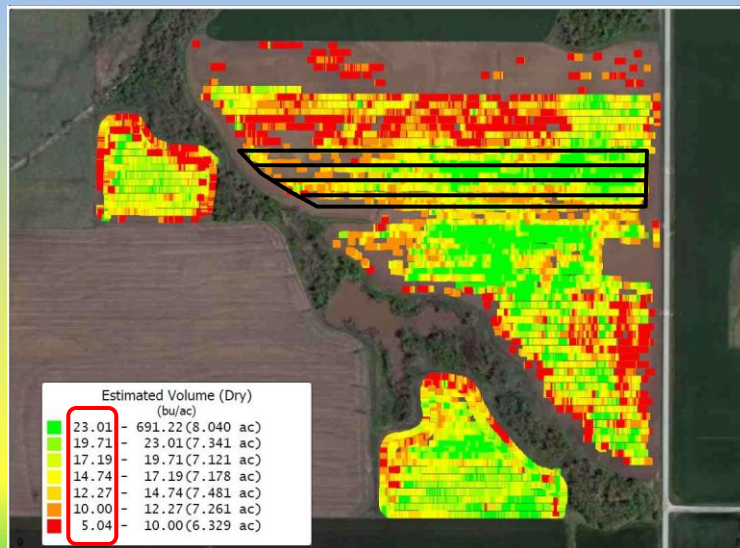 Estimated Volume (Dry)
(bu/ac)
23.01 - 691.22(8.040 ac)
19.71 - 23.01(7.341 ac)
17.19 - 19.71(7.121 ac)
14.74 - 17.19(7.178 ac)
12.27 - 14.74(7.481 ac)
10.00 - 12.27(7.261 ac)
5.04 - 10.00(6.329 ac)